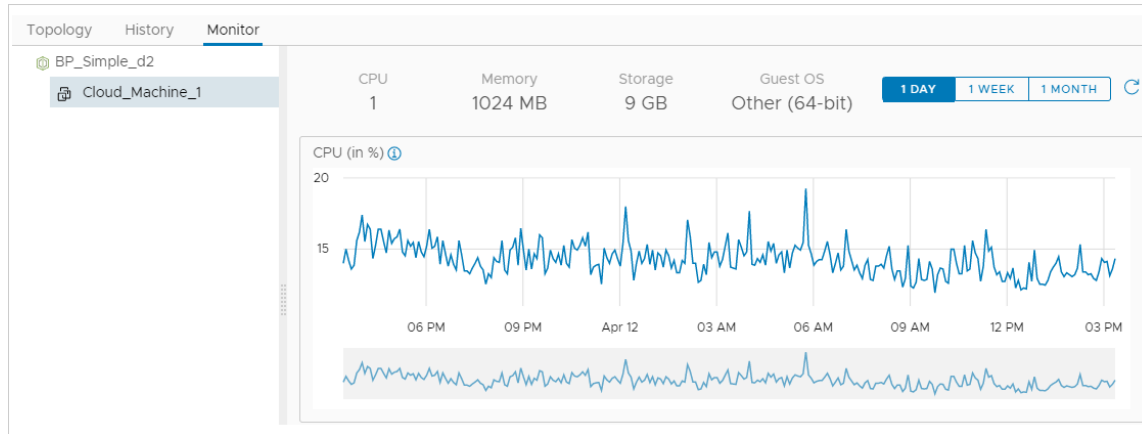 Topology History Monitor
BP_Simple_d2
Cloud_Machine_1
CPU Memory Storage Guest OS
1 1024 MB 9 GB Other (64-bit)
1 DAY 1 WEEK 1 MONTH
CPU (in %)
20
15
06 PM 09 PM Apr 12 03 AM 06 AM 09 AM 12 PM 03 PM